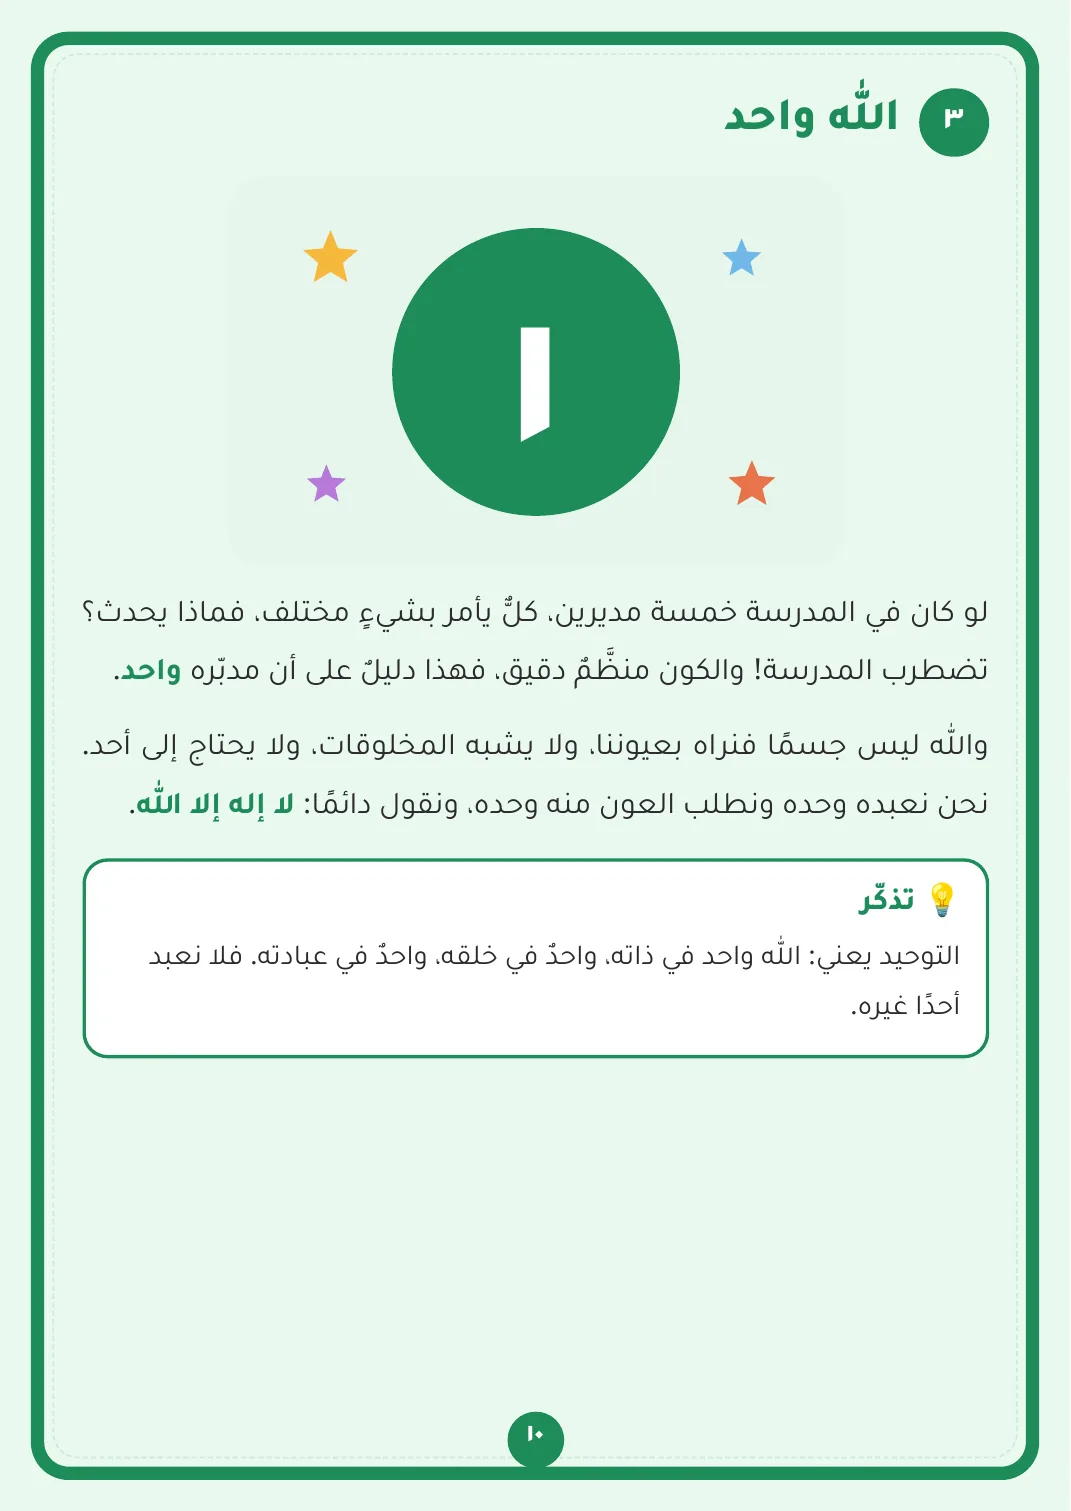 ٣ الله واحد
١
لو كان في المدرسة خمسة مديرين، كلٌّ يأمر بشيءٍ مختلف، فماذا يحدث؟
تضطرب المدرسة! والكون منظَّمٌ دقيق، فهذا دليلٌ على أن مدبّره واحد.
والله ليس جسمًا فنراه بعيوننا، ولا يشبه المخلوقات، ولا يحتاج إلى أحد.
نحن نعبده وحده ونطلب العون منه وحده، ونقول دائمًا: لا إله إلا الله.
💡 تذكّر
التوحيد يعني: الله واحد في ذاته، واحدٌ في خلقه، واحدٌ في عبادته. فلا نعبد
أحدًا غيره.
١٠